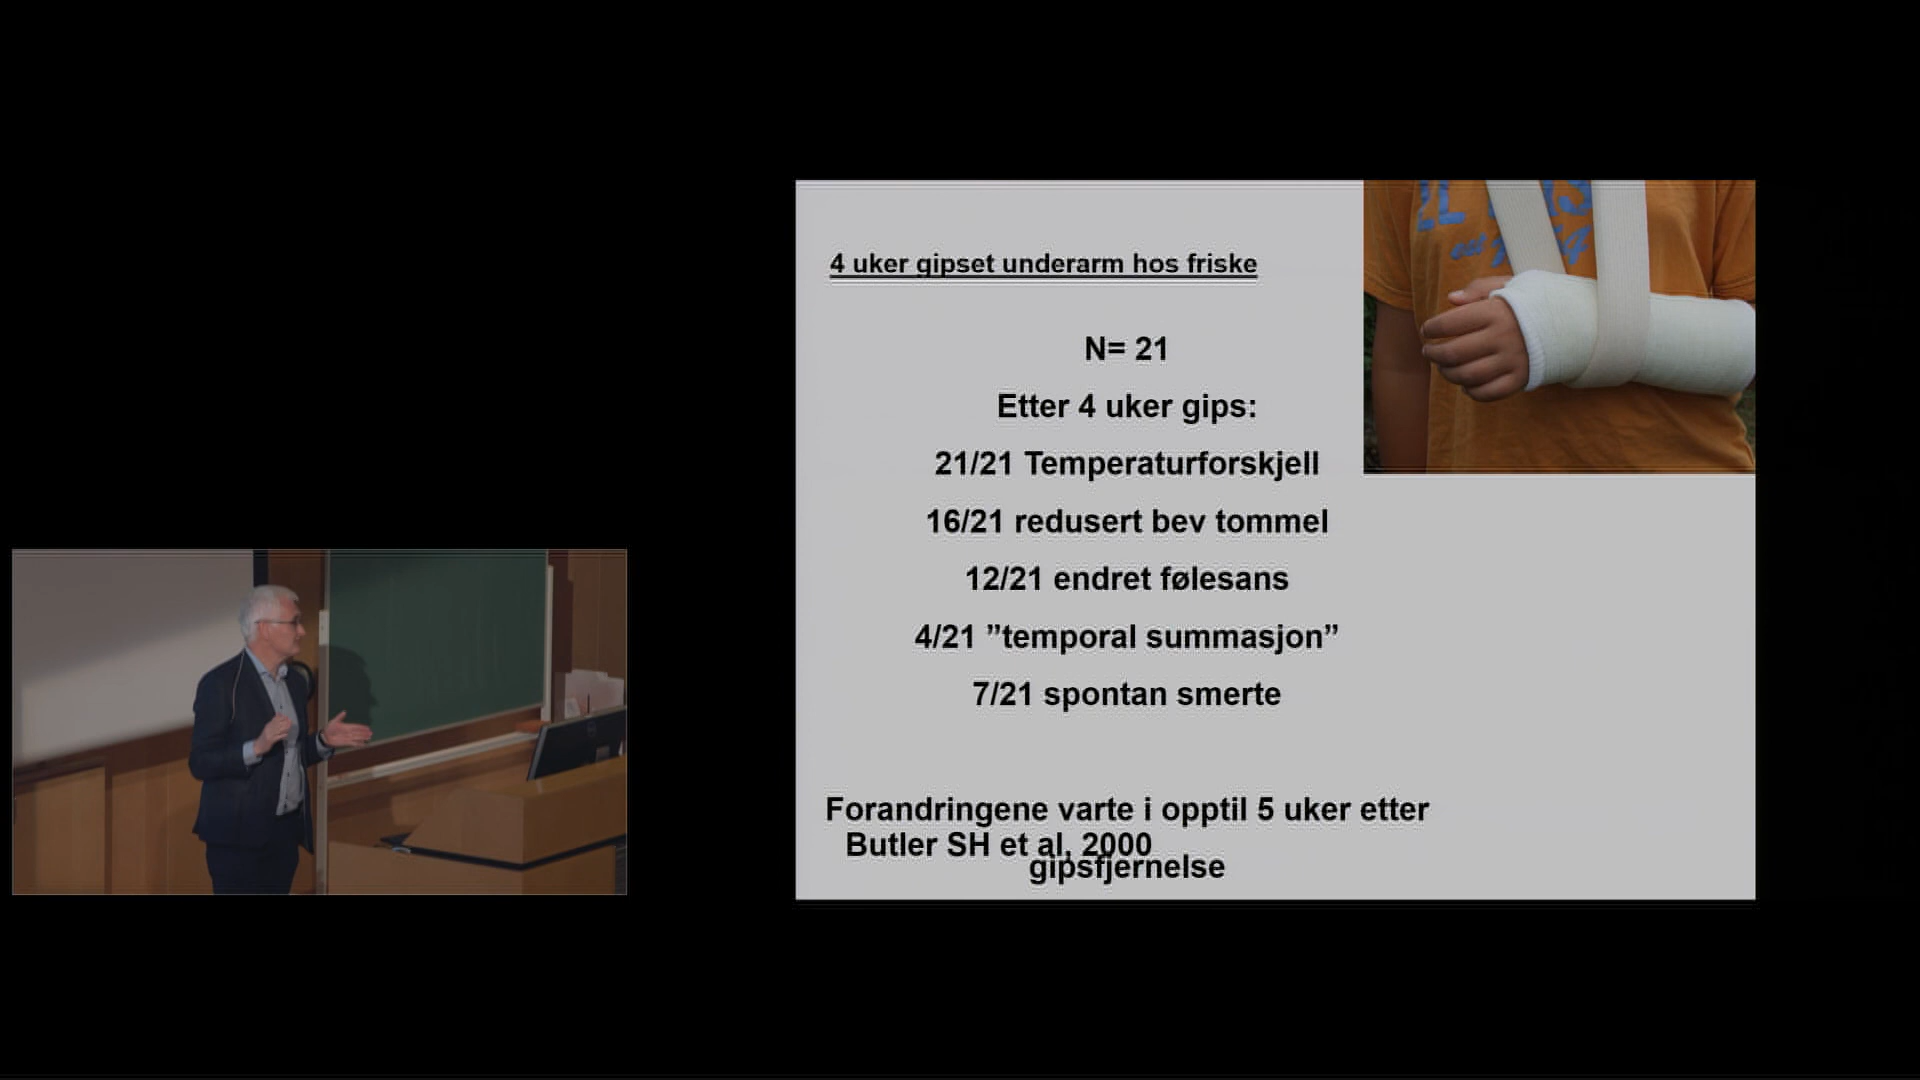 4 uker gipset underarm hos friske
N= 21
Etter 4 uker gips:
21/21 Temperaturforskjell
16/21 redusert bev tommel
12/21 endret følesans
4/21 ”temporal summasjon”
7/21 spontan smerte
Forandringene varte i opptil 5 uker etter
Butler SH et al, 2000
gipsfjernelse